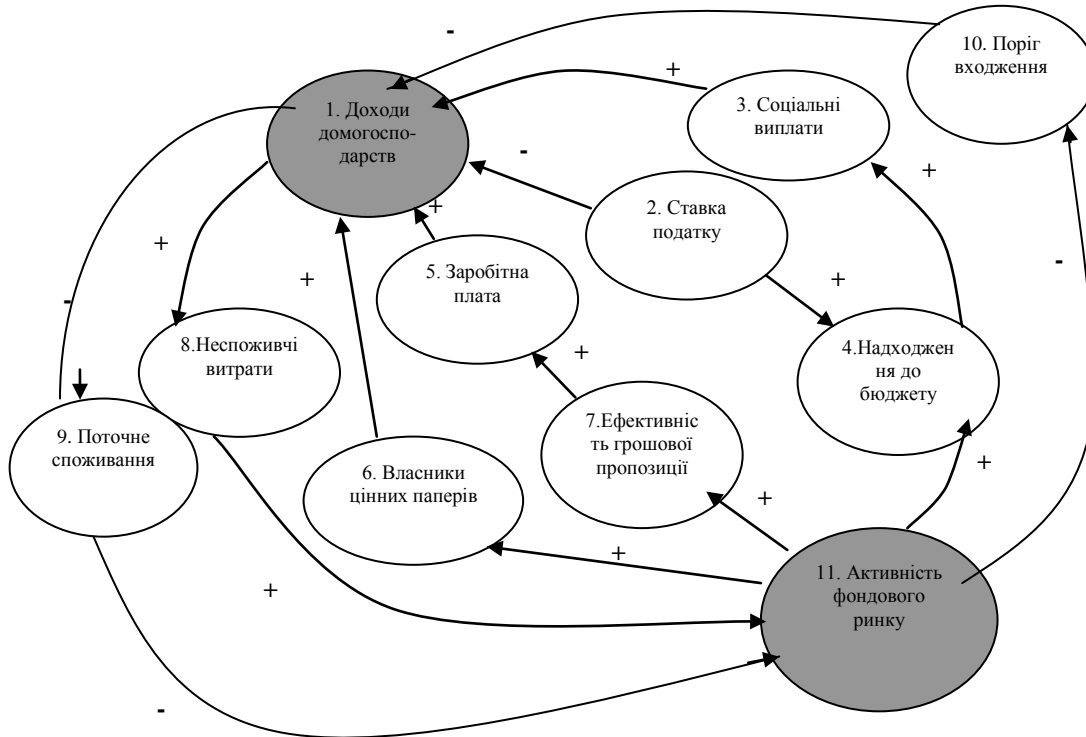 -
10. Поріг
входження
+
1. Доходи
домогоспо-
дарств
3. Соціальні
виплати
-
+
2. Ставка
податку
+
+
5. Заробітна
плата
+
+
-
+
-
8.Неспоживчі
витрати
4.Надходжен
ня до
бюджету
+
9. Поточне
споживання
7.Ефективніс
ть грошової
пропозиції
6. Власники
цінних паперів
+
+
+
+
11. Активність
фондового
ринку
-
-